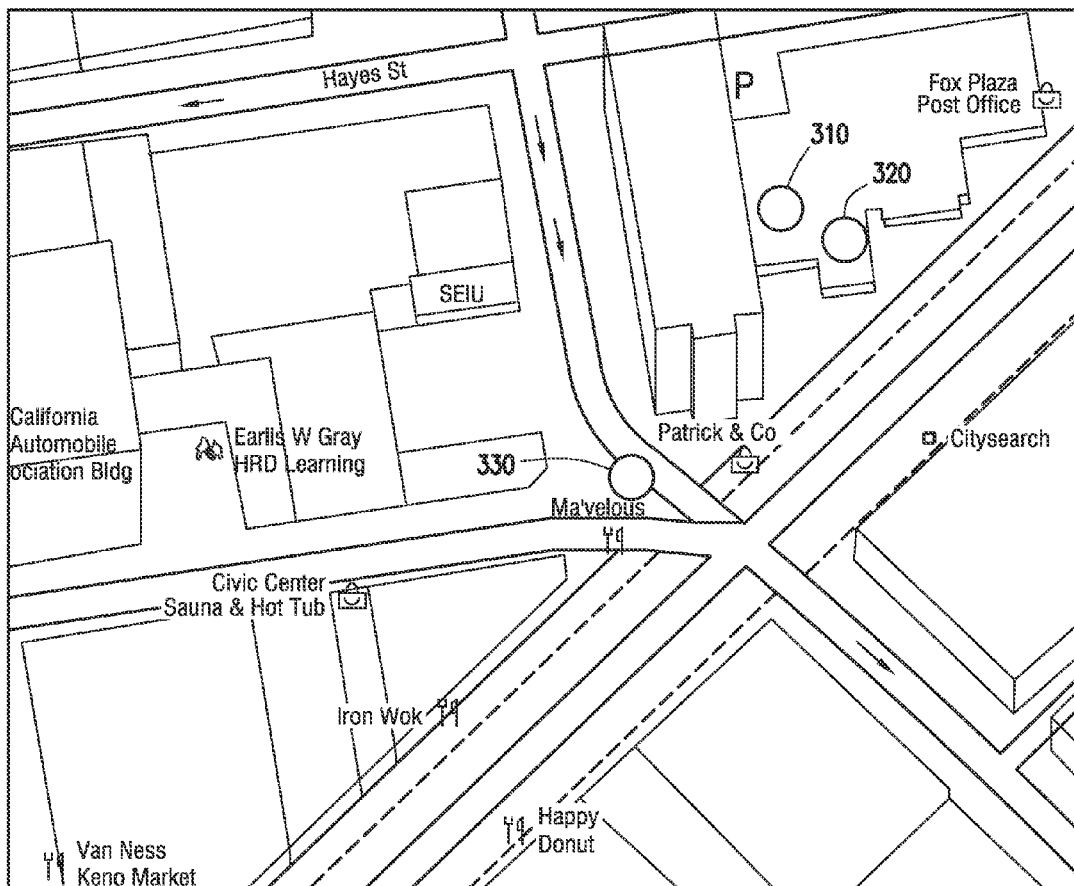 Hayes St
P
Fox Plaza
Post Office
310
320
SEIU
California
Automobile
ociation Bldg
Earlis W Gray
HRD Learning
Patrick & Co
Citysearch
330
Ma'velous
Civic Center
Sauna & Hot Tub
Iron Wok
Happy
Donut
Van Ness
Keno Market